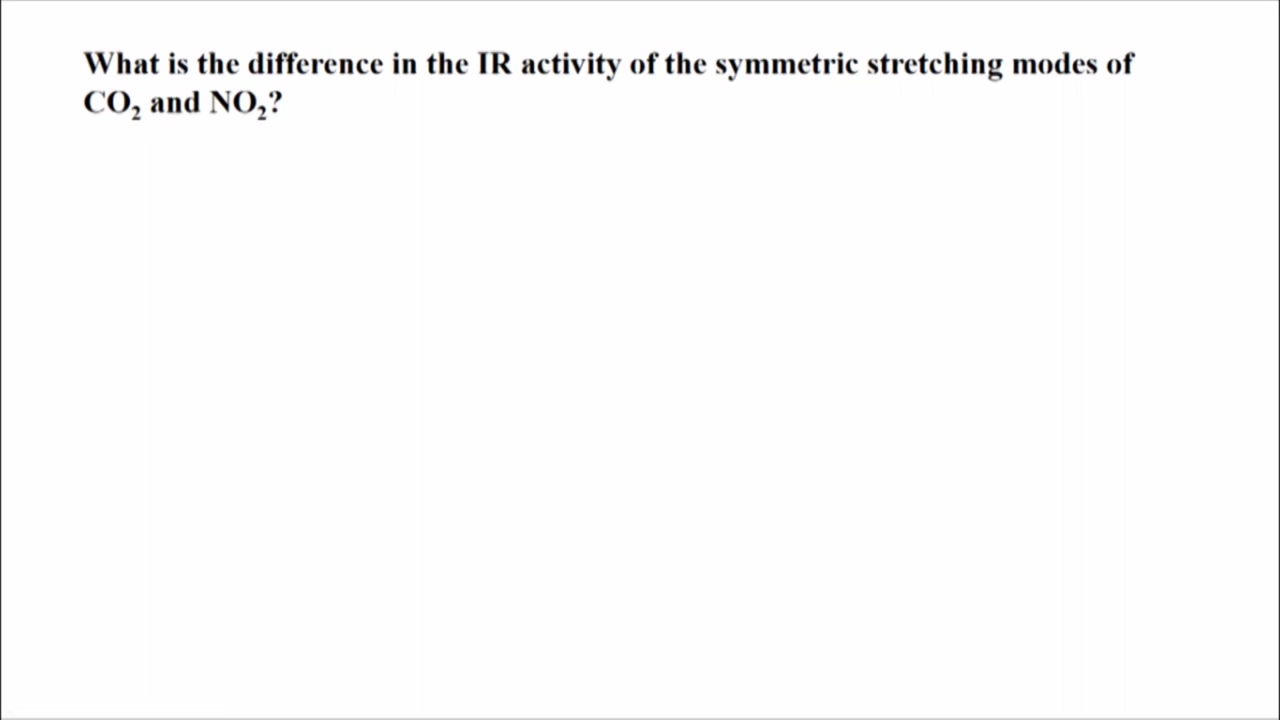 What is the difference in the IR activity of the symmetric stretching modes of
CO₂ and NO₂?